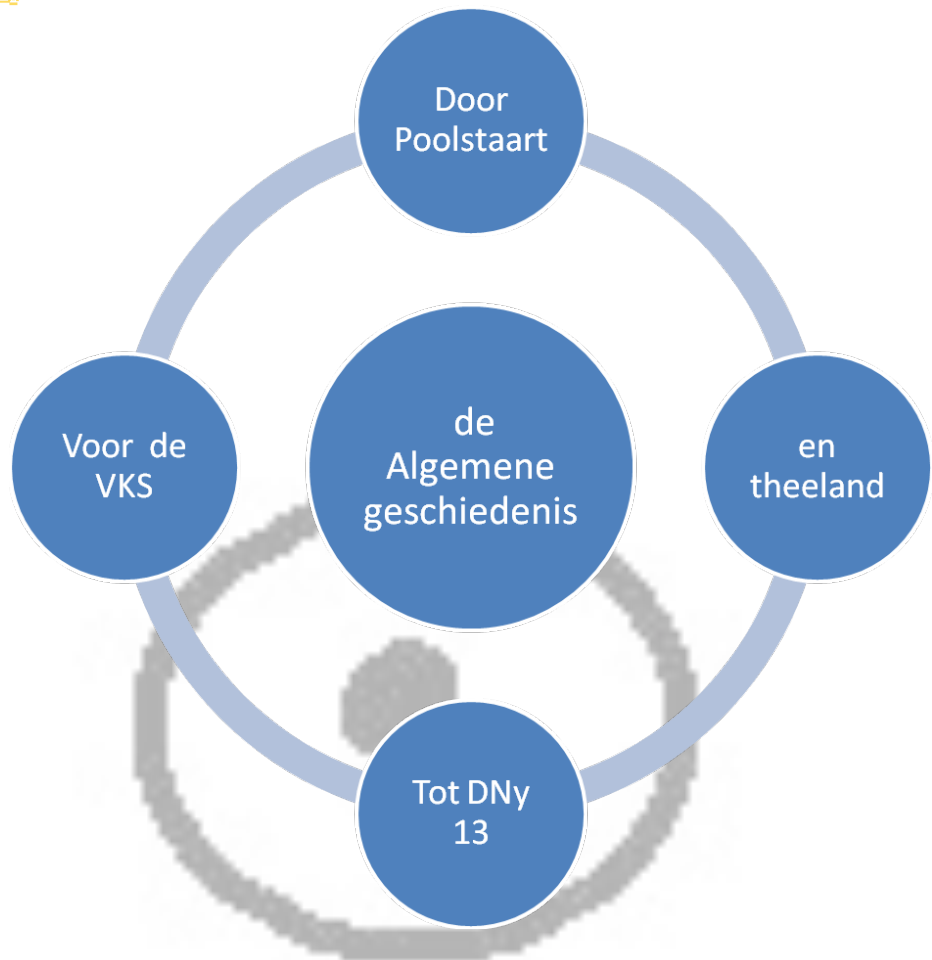 Door
Poolstaart
de
Algemene
geschiedenis
Voor de
VKS
en
theeland
Tot DNy
13